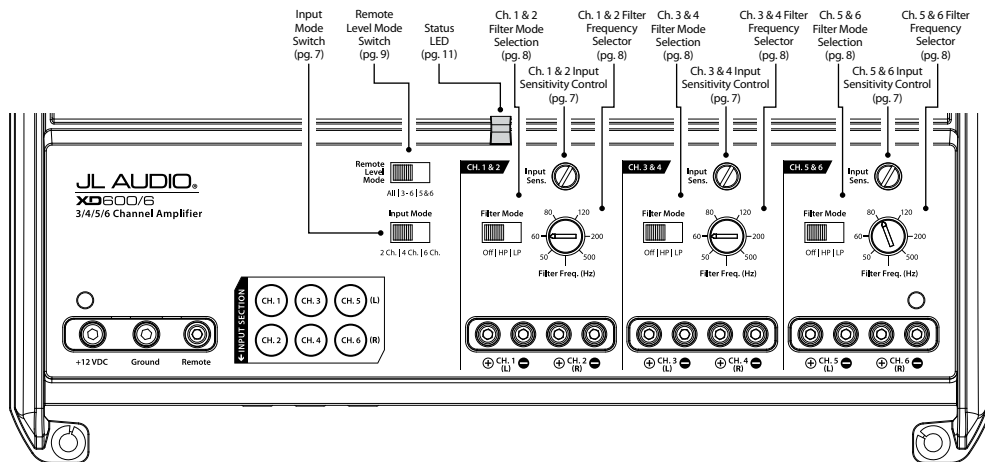 Input
Mode
Switch
(pg. 7)
Remote
Level Mode
Switch
(pg. 9)
Status
LED
(pg. 11)
Ch. 1 & 2
Filter Mode
Selection
(pg. 8)
Ch. 1 & 2 Filter
Frequency
Selector
(pg. 8)
Ch. 3 & 4
Filter Mode
Selection
(pg. 8)
Ch. 3 & 4 Filter
Frequency
Selector
(pg. 8)
Ch. 5 & 6
Filter Mode
Selection
(pg. 8)
Ch. 5 & 6 Filter
Frequency
Selector
(pg. 8)
Ch. 1 & 2 Input
Sensitivity Control
(pg. 7)
Ch. 3 & 4 Input
Sensitivity Control
(pg. 7)
Ch. 5 & 6 Input
Sensitivity Control
(pg. 7)
JL AUDIO®
XD600/6
3/4/5/6 Channel Amplifier
Remote
Level
Mode
All | 3 - 6 | 5 & 6
Input Mode
2 Ch. | 4 Ch. | 6 Ch.
← INPUT SECTION
CH. 1 CH. 3 CH. 5 (L)
CH. 2 CH. 4 CH. 6 (R)
+12 VDC Ground Remote
CH. 1 & 2
Input
Sens.
Filter Mode
Off | HP | LP
80 120
60 200
50 500
Filter Freq. (Hz)
CH. 1 CH. 2
(L) (R)
CH. 3 & 4
Input
Sens.
Filter Mode
Off | HP | LP
80 120
60 200
50 500
Filter Freq. (Hz)
CH. 3 CH. 4
(L) (R)
CH. 5 & 6
Input
Sens.
Filter Mode
Off | HP | LP
80 120
60 200
50 500
Filter Freq. (Hz)
CH. 5 CH. 6
(L) (R)